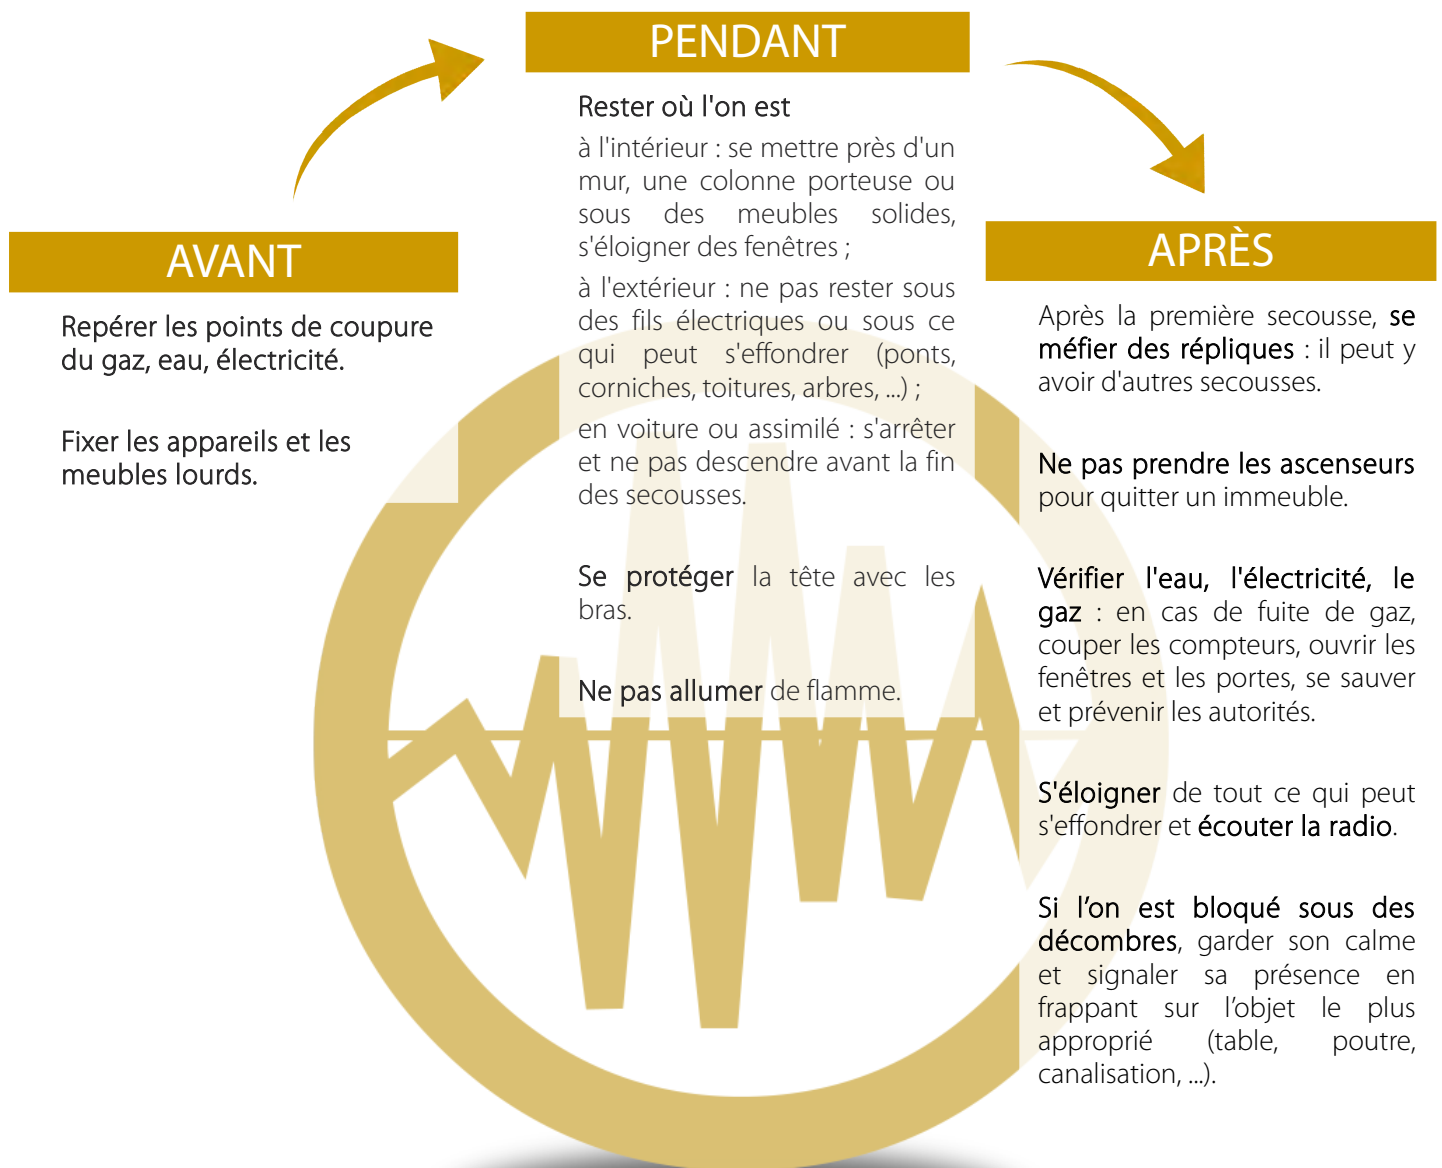 AVANT
Repérer les points de coupure
du gaz, eau, électricité.
Fixer les appareils et les
meubles lourds.
PENDANT
Rester où l'on est
à l'intérieur : se mettre près d'un
mur, une colonne porteuse ou
sous des meubles solides,
s'éloigner des fenêtres ;
à l'extérieur : ne pas rester sous
des fils électriques ou sous ce
qui peut s'effondrer (ponts,
corniches, toitures, arbres, ...) ;
en voiture ou assimilé : s'arrêter
et ne pas descendre avant la fin
des secousses.
Se protéger la tête avec les
bras.
Ne pas allumer de flamme.
APRÈS
Après la première secousse, se
méfier des répliques : il peut y
avoir d'autres secousses.
Ne pas prendre les ascenseurs
pour quitter un immeuble.
Vérifier l'eau, l'électricité, le
gaz : en cas de fuite de gaz,
couper les compteurs, ouvrir les
fenêtres et les portes, se sauver
et prévenir les autorités.
S'éloigner de tout ce qui peut
s'effondrer et écouter la radio.
Si l’on est bloqué sous des
décombres, garder son calme
et signaler sa présence en
frappant sur l’objet le plus
approprié (table, poutre,
canalisation, ...).